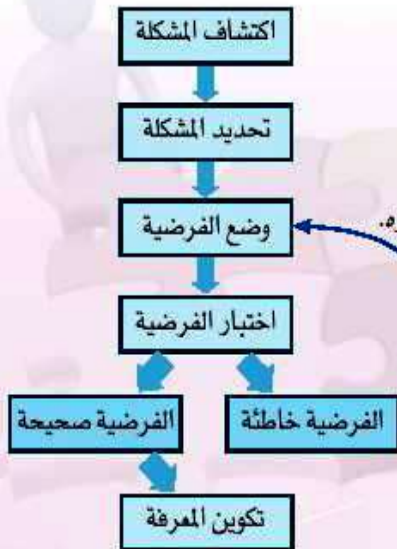 اكتشاف المشكلة
تحديد المشكلة
وضع الفرضية
اختبار الفرضية
الفرضية صحيحة
الفرضية خاطئة
تكوين المعرفة